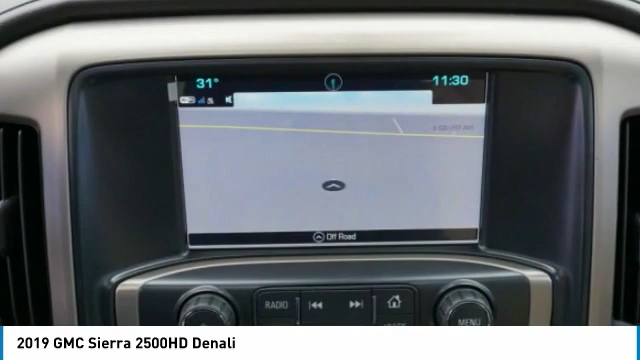 31° 11:30
Off Road
RADIO
MENU
2019 GMC Sierra 2500HD Denali